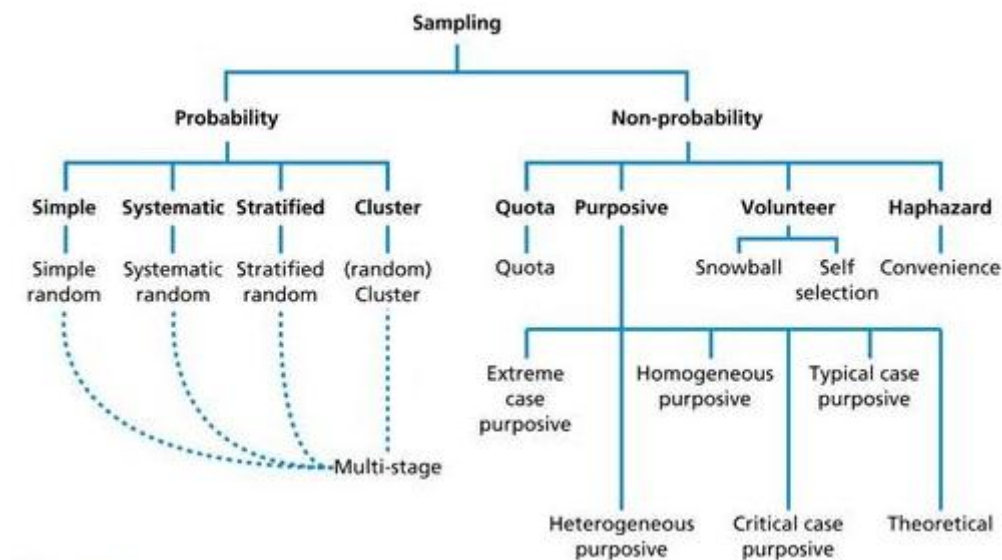 Sampling
Probability Non-probability
Simple Systematic Stratified Cluster Quota Purposive Volunteer Haphazard
Simple random
Systematic random
Stratified random
(random) Cluster
Quota
Snowball
Self selection
Convenience
Extreme case purposive
Homogeneous purposive
Typical case purposive
Multi-stage
Heterogeneous purposive
Critical case purposive
Theoretical